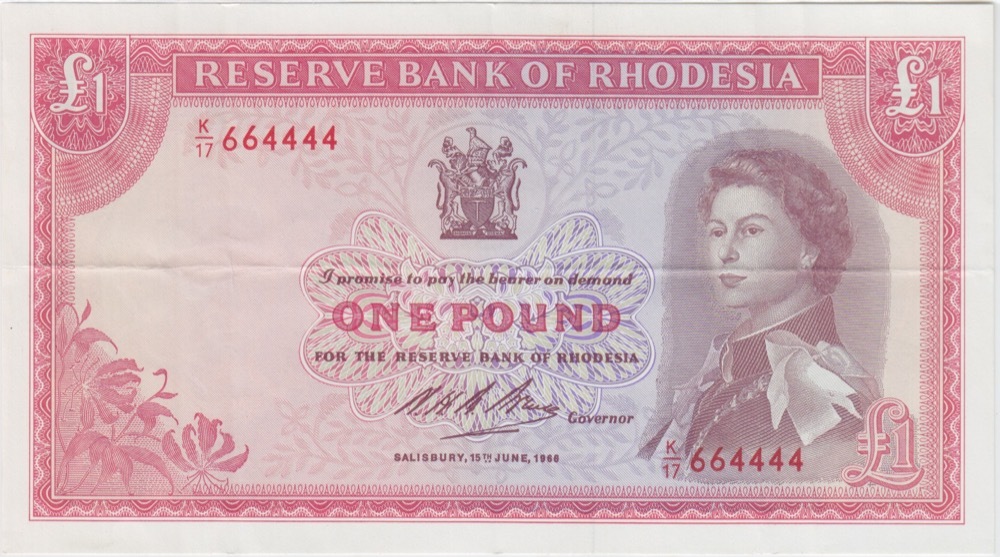 £1
RESERVE BANK OF RHODESIA
£1
K/17 664444
I promise to pay the bearer on demand
ONE POUND
FOR THE RESERVE BANK OF RHODESIA
Governor
SALISBURY, 15TH JUNE, 1966
K/17 664444
£1